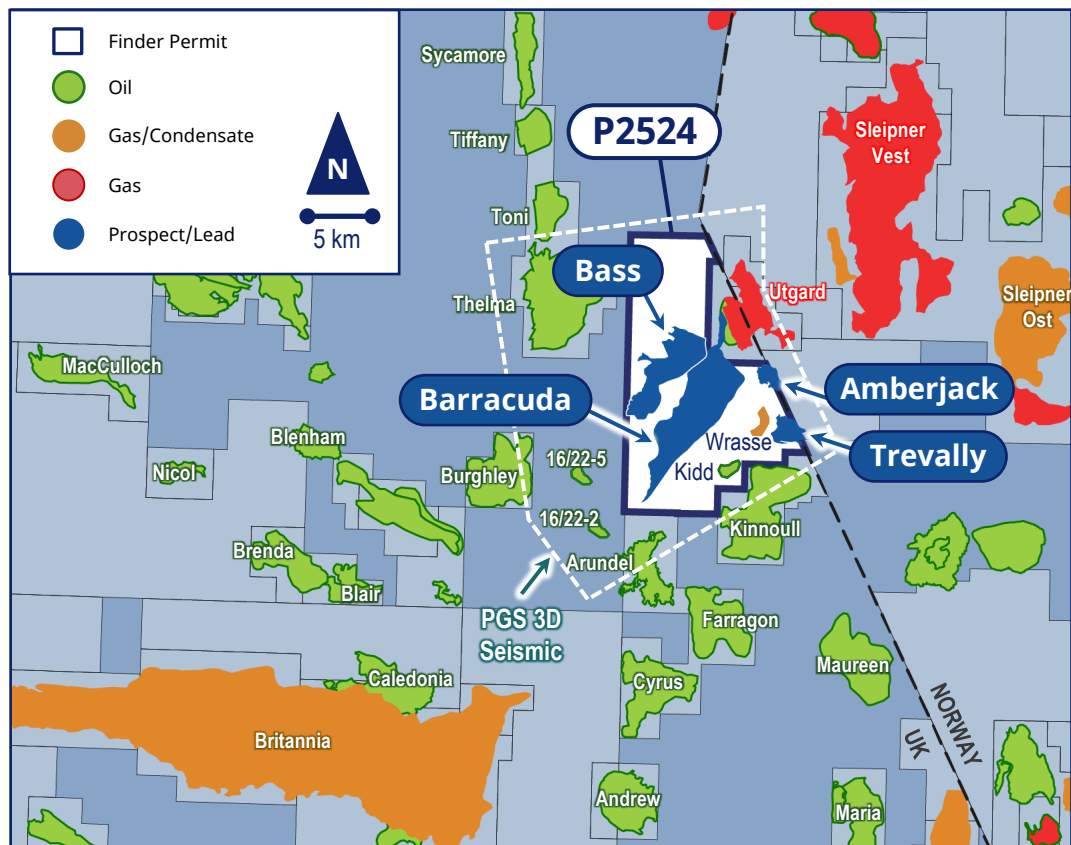 Finder Permit
Oil
Gas/Condensate
Gas
Prospect/Lead
N
5 km
Sycamore
Tiffany
P2524
Sleipner
Vest
Toni
Bass
Thelma
Utgard
Sleipner
Ost
MacCulloch
Barracuda
Amberjack
Blenham
Wrasse
Trevally
Nicol
Burghley
16/22-5
Kidd
16/22-2
Kinnoull
Brenda
Arundel
Blair
PGS 3D
Seismic
Farragon
Maureen
Caledonia
Cyrus
NORWAY
UK
Britannia
Andrew
Maria